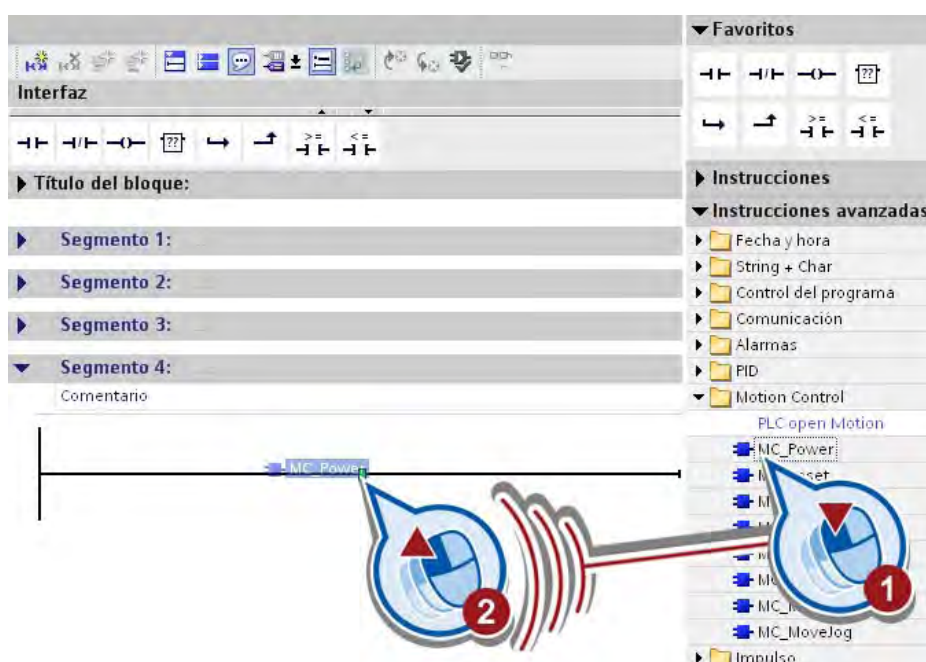 Interfaz
Título del bloque:
Segmento 1:
Segmento 2:
Segmento 3:
Segmento 4:
Comentario
MC_Power
2
Favoritos
??
>=
<=
??
>=
<=
Instrucciones
Instrucciones avanzadas
Fecha y hora
String + Char
Control del programa
Comunicación
Alarmas
PID
Motion Control
PLC open Motion
MC_Power
MC_MoveJog
Impulso
1